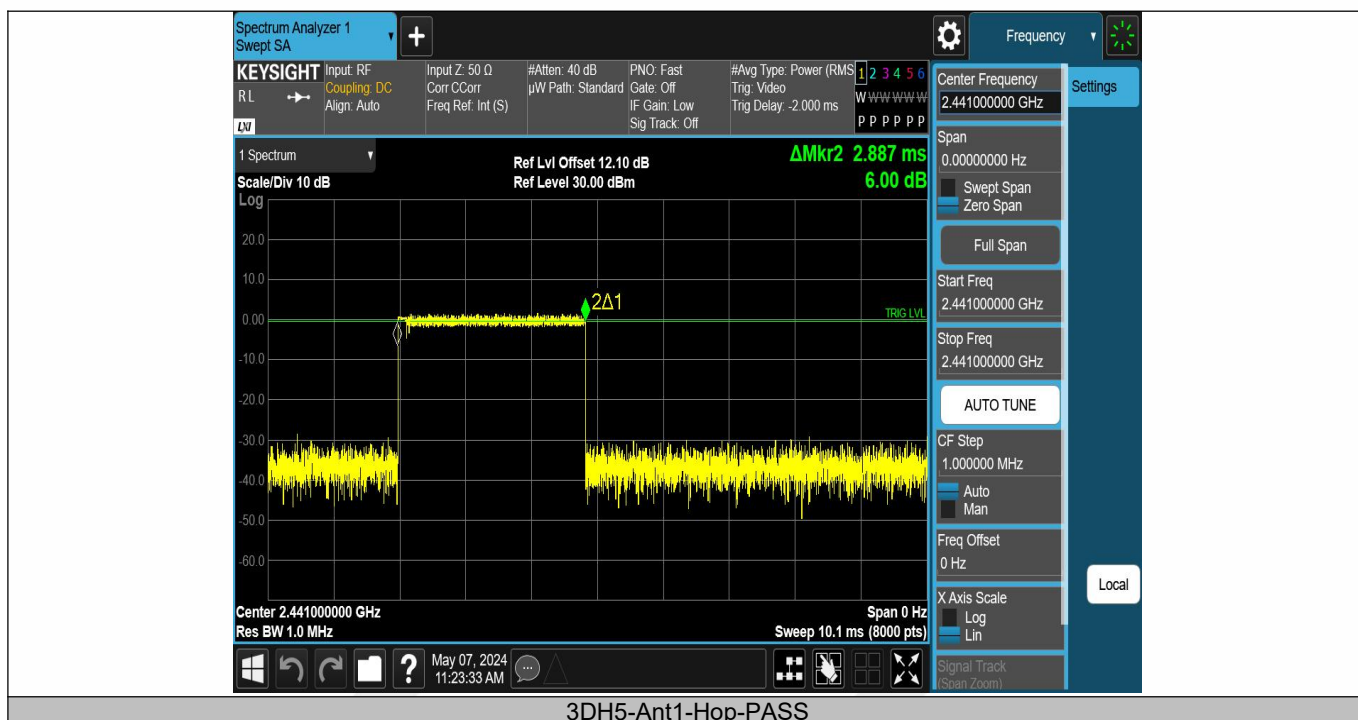 Spectrum Analyzer 1
Swept SA
Frequency
KEYSIGHT
RL
LXI
Input: RF
Coupling: DC
Align: Auto
Input Z: 50 Ω
Corr CCorr
Freq Ref: Int (S)
#Atten: 40 dB
µW Path: Standard
PNO: Fast
Gate: Off
IF Gain: Low
Sig Track: Off
#Avg Type: Power (RMS
Trig: Video
Trig Delay: -2.000 ms
1 2 3 4 5 6
W W W W W W
P P P P P P
1 Spectrum
Scale/Div 10 dB
Log
Ref Lvl Offset 12.10 dB
Ref Level 30.00 dBm
ΔMkr2 2.887 ms
6.00 dB
20.0
10.0
0.00
-10.0
-20.0
-30.0
-40.0
-50.0
-60.0
2Δ1
TRIG LVL
Center 2.441000000 GHz
Res BW 1.0 MHz
Span 0 Hz
Sweep 10.1 ms (8000 pts)
May 07, 2024
11:23:33 AM
Center Frequency
2.441000000 GHz
Span
0.00000000 Hz
Swept Span
Zero Span
Full Span
Start Freq
2.441000000 GHz
Stop Freq
2.441000000 GHz
AUTO TUNE
CF Step
1.000000 MHz
Auto
Man
Freq Offset
0 Hz
X Axis Scale
Log
Lin
Signal Track
(Span Zoom)
Settings
Local
3DH5-Ant1-Hop-PASS